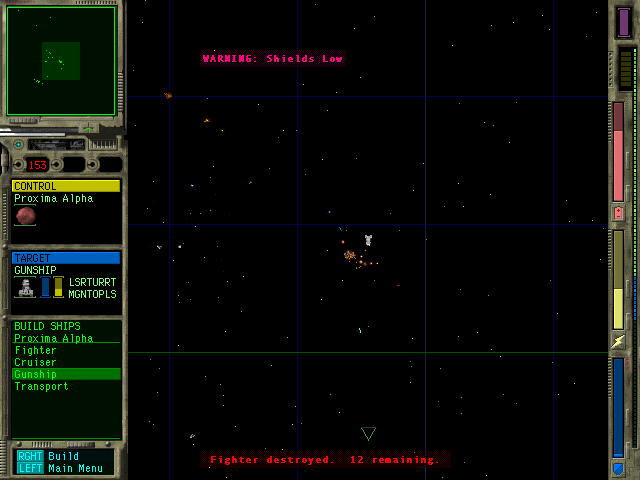 WARNING: Shields Low
153
CONTROL
Proxima Alpha
TARGET
GUNSHIP
LSRTURRT
MGNTOPLS
BUILD SHIPS
Proxima Alpha
Fighter
Cruiser
Gunship
Transport
RGHT Build
LEFT Main Menu
Fighter destroyed. 12 remaining.